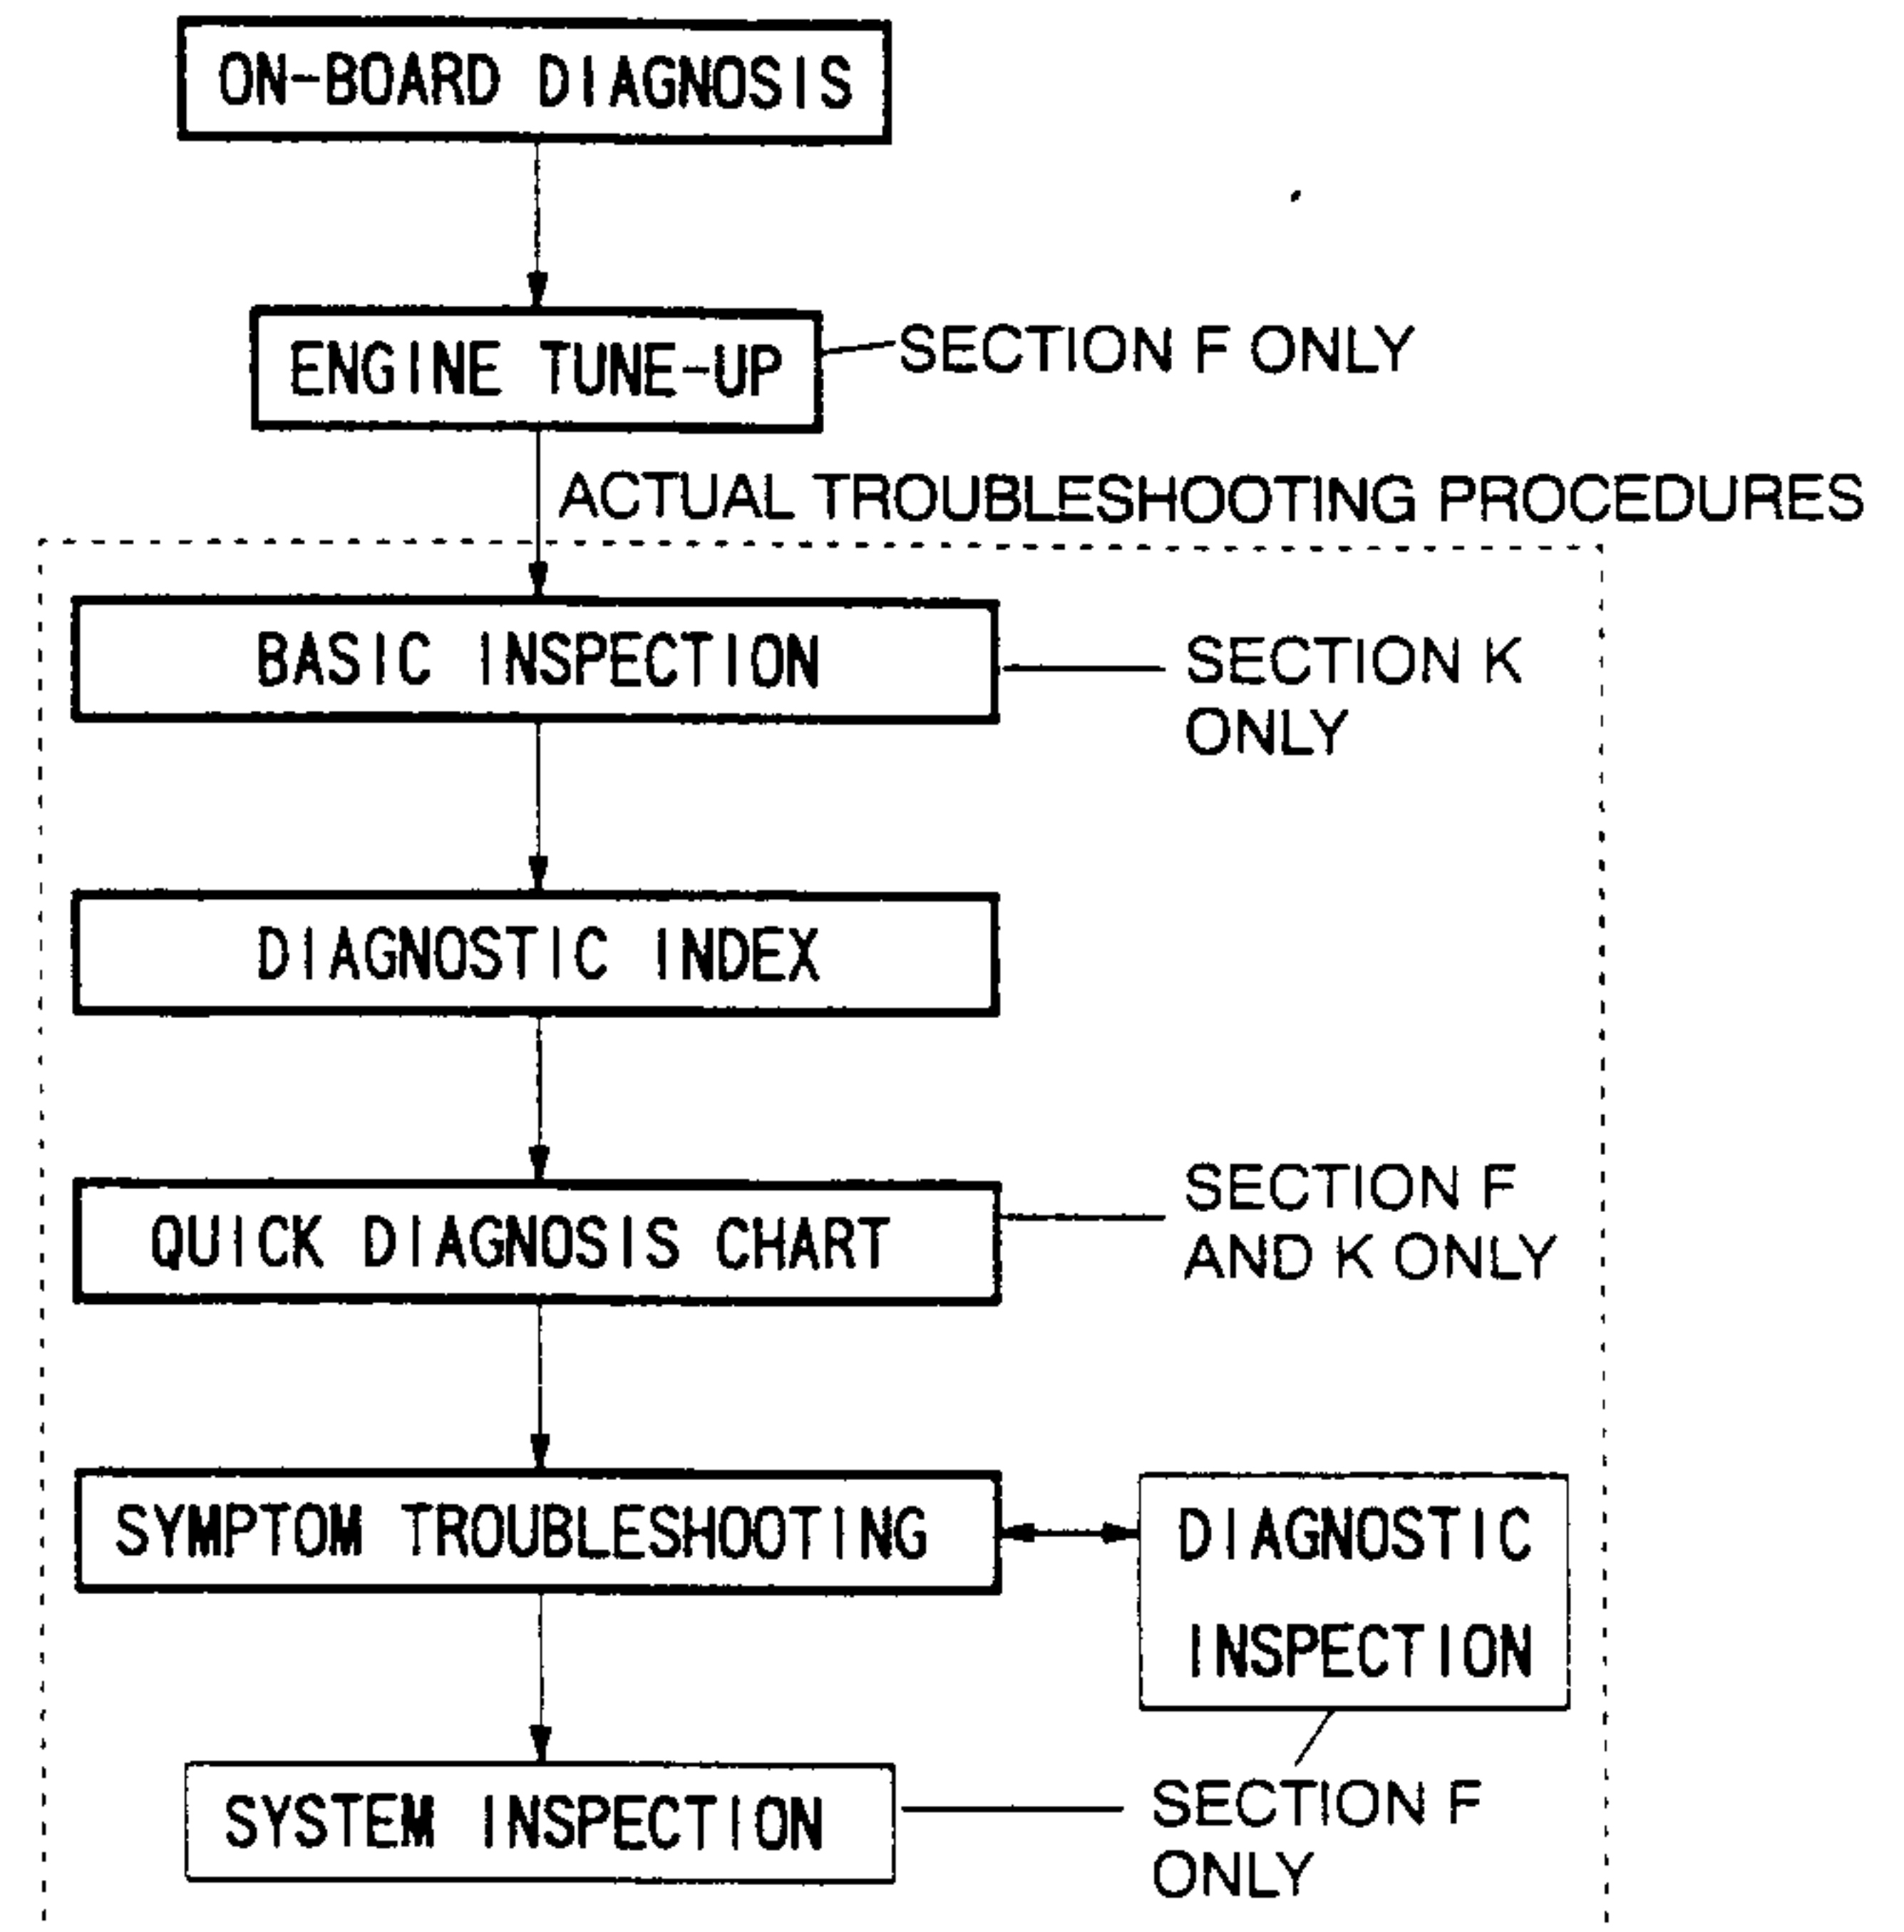 ON-BOARD DIAGNOSIS
ENGINE TUNE-UP
SECTION F ONLY
ACTUAL TROUBLESHOOTING PROCEDURES
BASIC INSPECTION
SECTION K
ONLY
DIAGNOSTIC INDEX
QUICK DIAGNOSIS CHART
SECTION F
AND K ONLY
SYMPTOM TROUBLESHOOTING
DIAGNOSTIC
INSPECTION
SYSTEM INSPECTION
SECTION F
ONLY